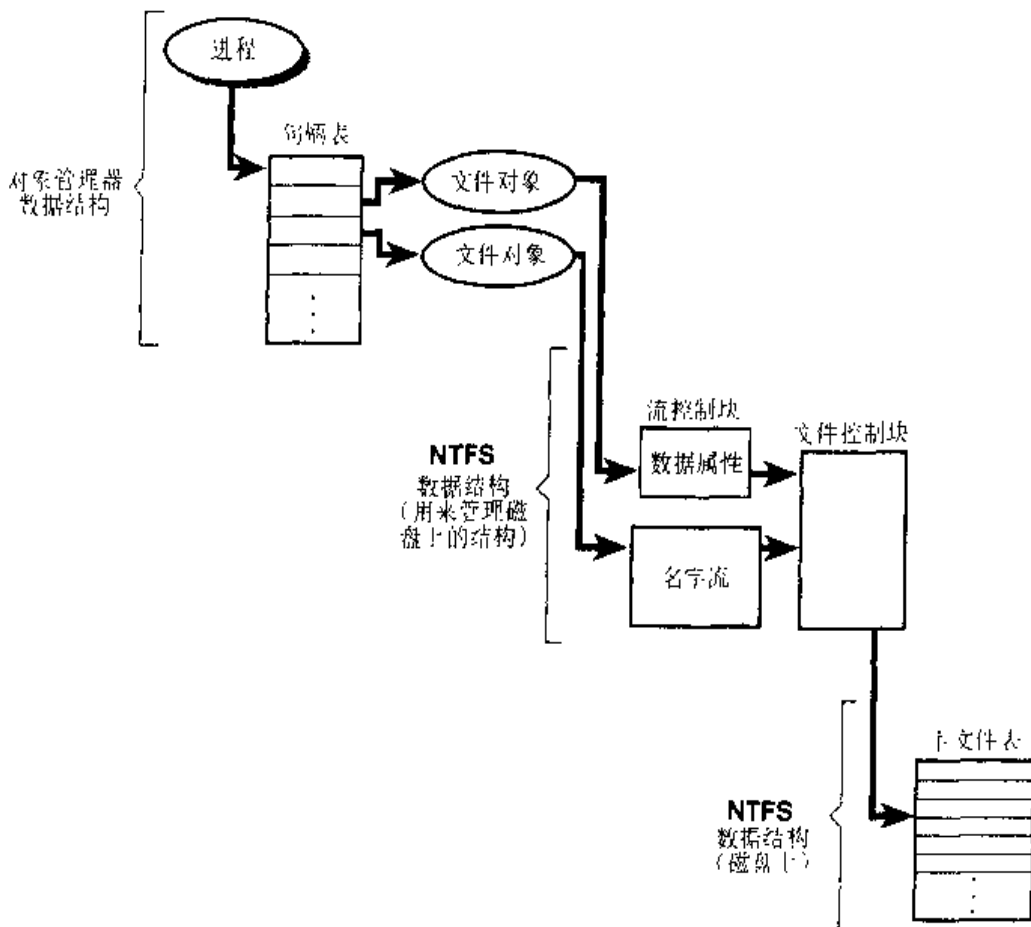 进程
句柄表
对象管理器
数据结构
文件对象
文件对象
流控制块
文件控制块
数据属性
NTFS
数据结构
(用来管理磁
盘上的结构)
名字流
主文件表
NTFS
数据结构
(磁盘上)